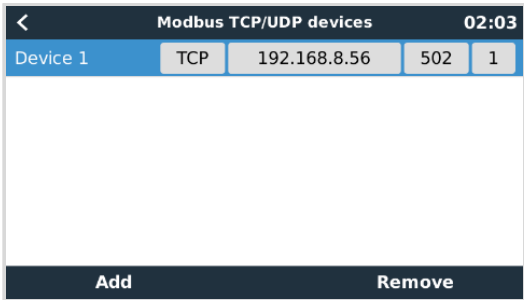 Modbus TCP/UDP devices 02:03
Device 1 TCP 192.168.8.56 502 1
Add Remove